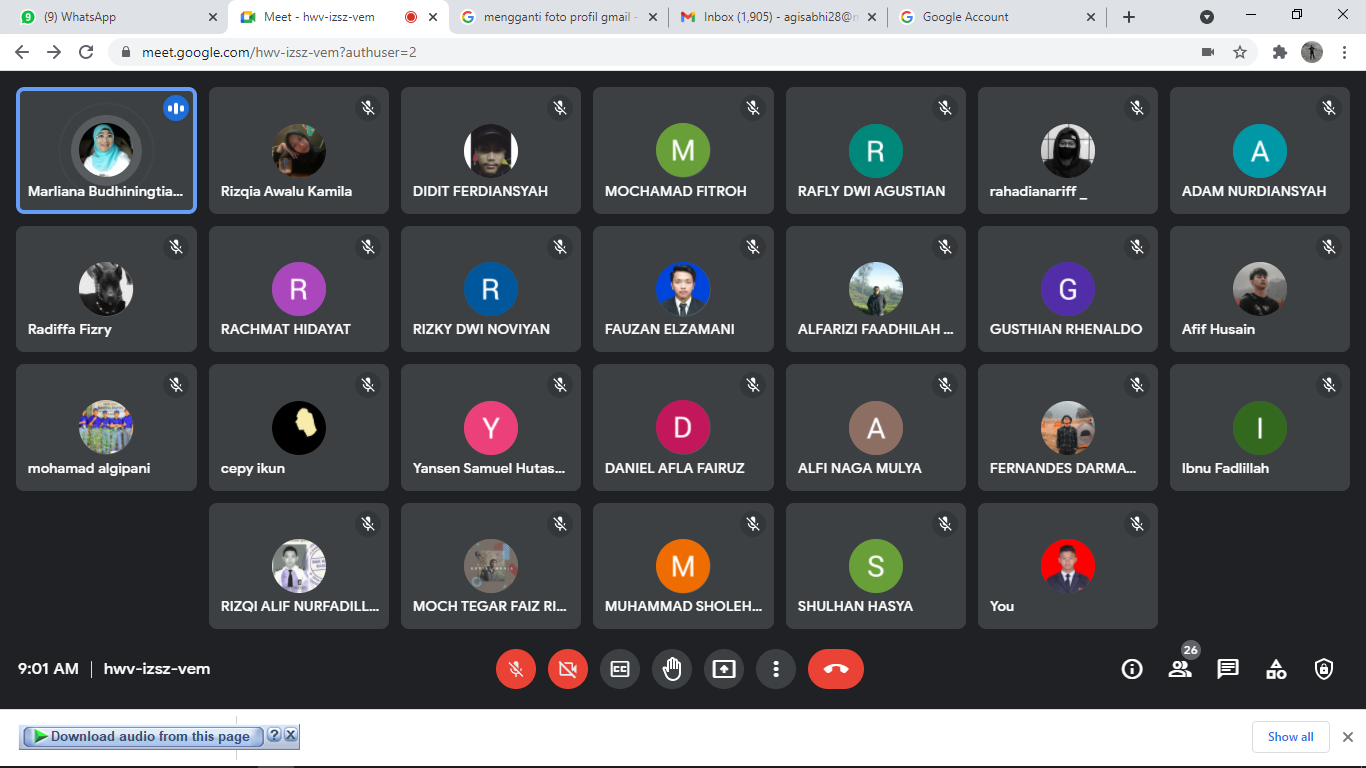 (9) WhatsApp
Meet - hwv-izsz-vem
mengganti foto profil gmail -
Inbox (1,905) - agisabhi28@
Google Account
meet.google.com/hwv-izsz-vem?authuser=2
Marliana Budhiningtia...
Rizqia Awalu Kamila
DIDIT FERDIANSYAH
M
MOCHAMAD FITROH
R
RAFLY DWI AGUSTIAN
rahadianariff _
A
ADAM NURDIANSYAH
Radiffa Fizry
R
RACHMAT HIDAYAT
R
RIZKY DWI NOVIYAN
FAUZAN ELZAMANI
ALFARIZI FAADHILAH ...
G
GUSTHIAN RHENALDO
Afif Husain
mohamad algipani
cepy ikun
Y
Yansen Samuel Hutas...
D
DANIEL AFLA FAIRUZ
A
ALFI NAGA MULYA
FERNANDES DARMA...
I
Ibnu Fadlillah
RIZQI ALIF NURFADILL...
MOCH TEGAR FAIZ RI...
M
MUHAMMAD SHOLEH...
S
SHULHAN HASYA
You
9:01 AM | hwv-izsz-vem
CC
26
Download audio from this page ? X
Show all